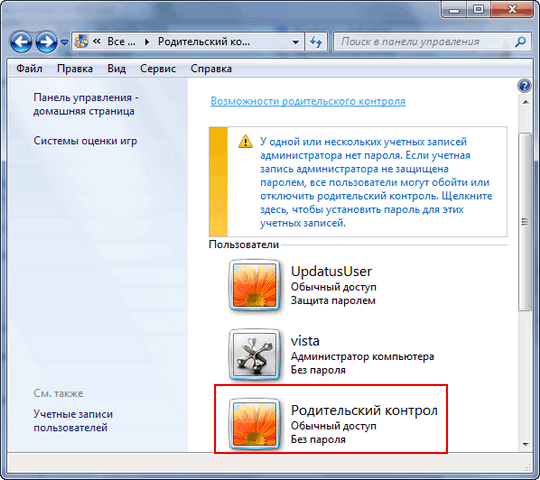 « Все ... ▸ Родительский ко...
Поиск в панели управления
Файл Правка Вид Сервис Справка
Панель управления -
домашняя страница
Системы оценки игр
Возможности родительского контроля
У одной или нескольких учетных записей
администратора нет пароля. Если учетная
запись администратора не защищена
паролем, все пользователи могут обойти или
отключить родительский контроль. Щелкните
здесь, чтобы установить пароль для этих
учетных записей.
Пользователи
UpdatusUser
Обычный доступ
Защита паролем
vista
Администратор компьютера
Без пароля
Родительский контрол
Обычный доступ
Без пароля
См. также
Учетные записи
пользователей